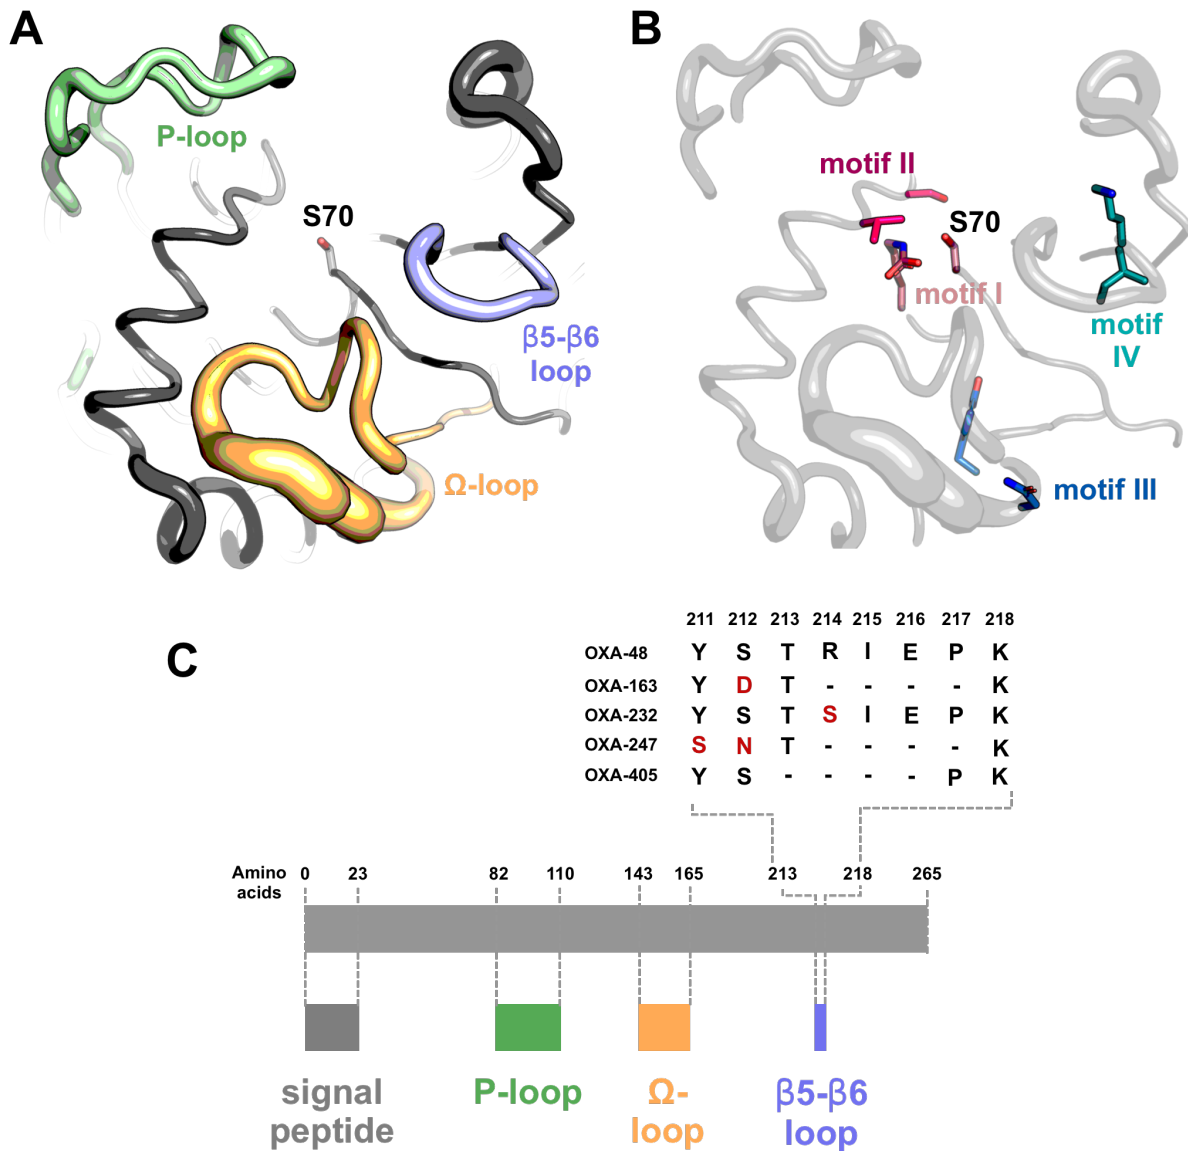 A
P-loop
S70
β5-β6
loop
Ω-loop
B
motif II
S70
motif I
motif
IV
motif III
C
211 212 213 214 215 216 217 218
OXA-48 Y S T R I E P K
OXA-163 Y D T - - - - K
OXA-232 Y S T S I E P K
OXA-247 S N T - - - - K
OXA-405 Y S - - - - P K
Amino
acids
0 23 82 110 143 165 213 218 265
signal
peptide
P-loop
Ω-
loop
β5-β6
loop